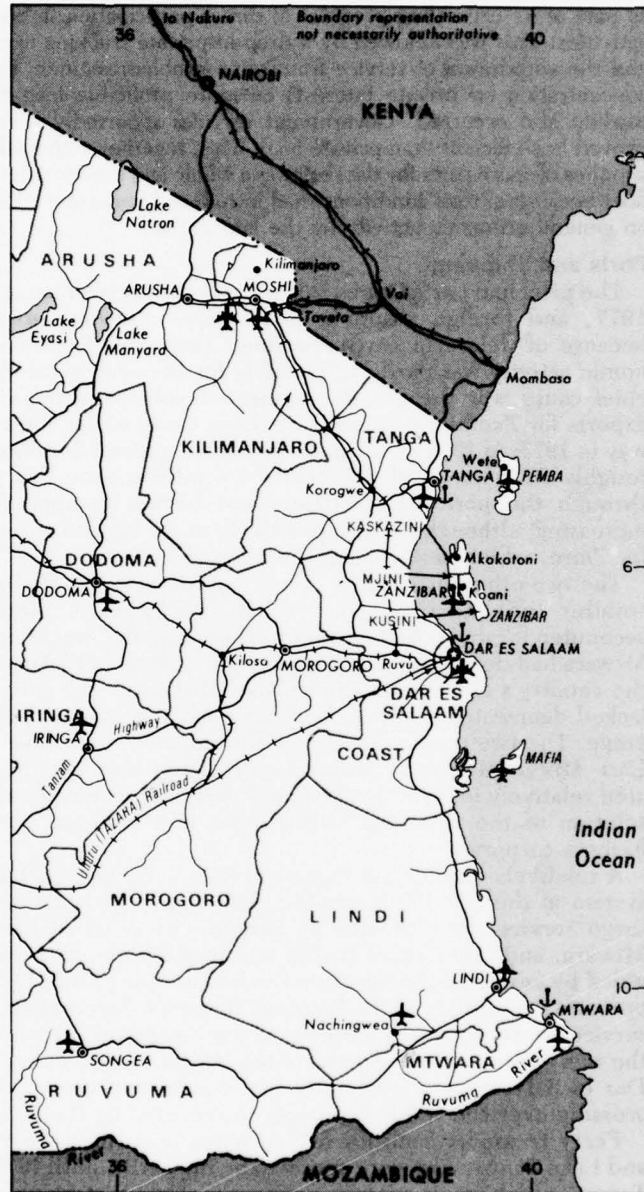 36
to Nakuru
Boundary representation
not necessarily authoritative
40
NAIROBI
KENYA
2
Lake
Natron
Kilimanjaro
ARUSHA
ARUSHA
MOSHI
Voi
Taveta
Lake
Eyasi
Lake
Manyara
Mombasa
KILIMANJARO
TANGA
Wete
TANGA
PEMBA
Korogwe
KASKAZINI
Mkokotoni
DODOMA
6
MJINI
DODOMA
ZANZIBAR
Koani
ZANZIBAR
KUSINI
DAR ES SALAAM
Kilosa
MOROGORO
Ruvu
DAR ES
SALAAM
IRINGA
IRINGA
Tanzam
Highway
COAST
MAFIA
Uhuru (TAZARA) Railroad
Indian
Ocean
MOROGORO
LINDI
LINDI
10
MTWARA
Nachingwea
SONGEA
MTWARA
RUVUMA
Ruvuma
River
Ruvuma
River
36
MOZAMBIQUE
40